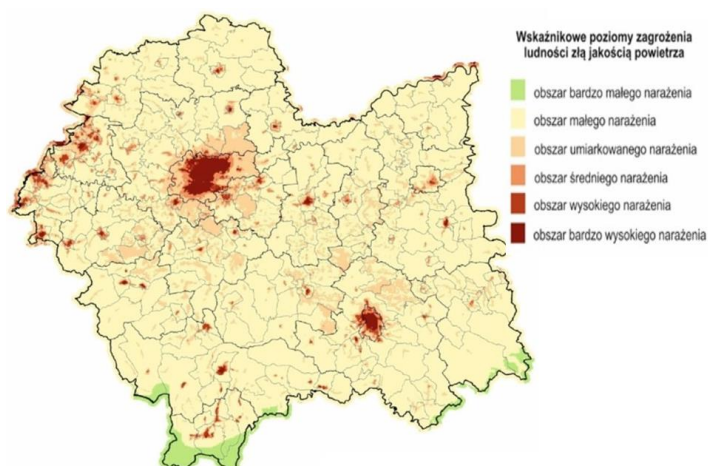 Wskaźnikowe poziomy zagrożenia
ludności złą jakością powietrza
obszar bardzo małego narażenia
obszar małego narażenia
obszar umiarkowanego narażenia
obszar średniego narażenia
obszar wysokiego narażenia
obszar bardzo wysokiego narażenia